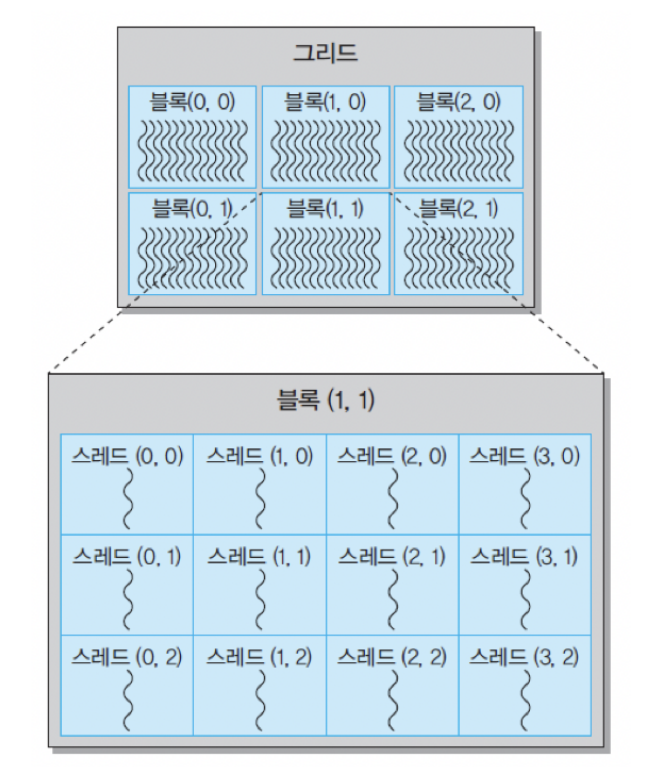 그리드
블록(0, 0) 블록(1, 0) 블록(2, 0)
블록(0, 1) 블록(1, 1) 블록(2, 1)
블록 (1, 1)
스레드 (0, 0) 스레드 (1, 0) 스레드 (2, 0) 스레드 (3, 0)
스레드 (0, 1) 스레드 (1, 1) 스레드 (2, 1) 스레드 (3, 1)
스레드 (0, 2) 스레드 (1, 2) 스레드 (2, 2) 스레드 (3, 2)